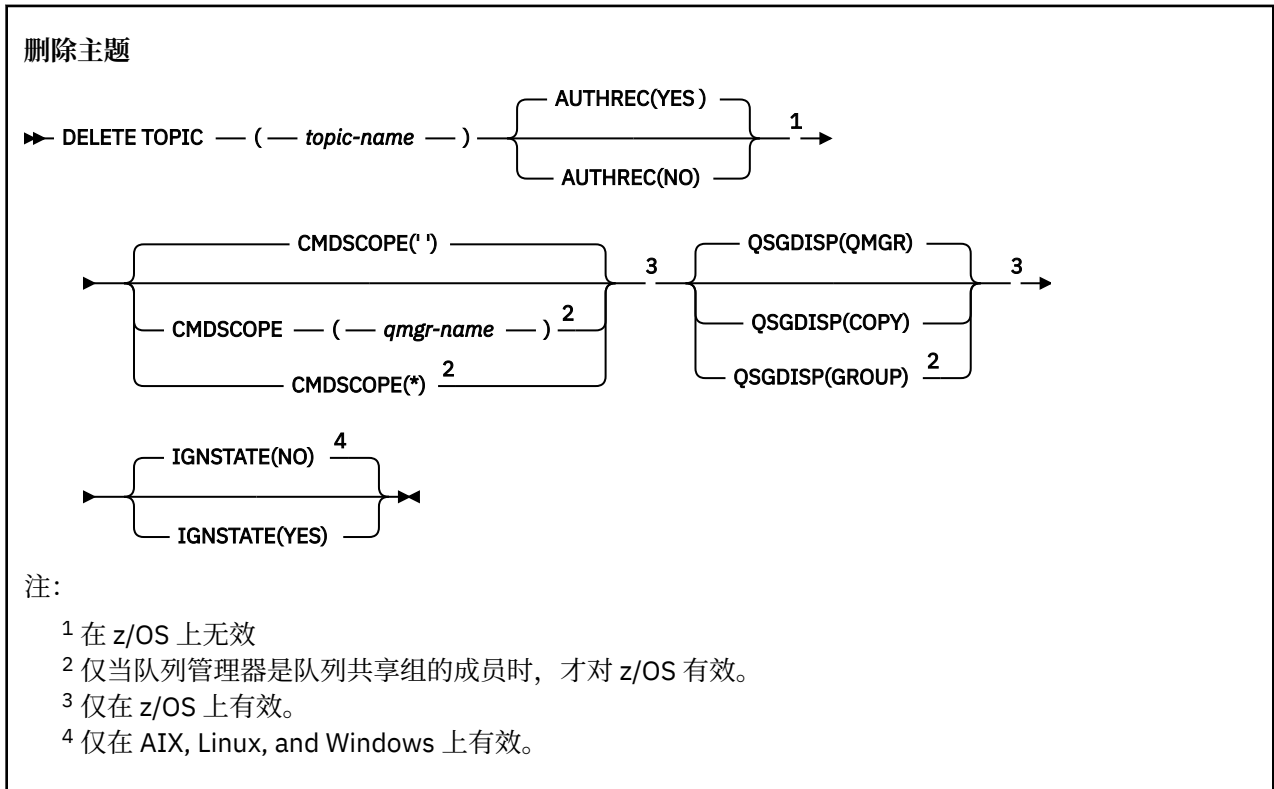 删除主题
AUTHREC(YES )
DELETE TOPIC ( topic-name ) 1
AUTHREC(NO)
CMDSCOPE(' ') QSGDISP(QMGR)
3 3
CMDSCOPE ( qmgr-name ) 2 QSGDISP(COPY)
CMDSCOPE(*) 2 QSGDISP(GROUP) 2
IGNSTATE(NO) 4
IGNSTATE(YES)
注：
1 在 z/OS 上无效
2 仅当队列管理器是队列共享组的成员时，才对 z/OS 有效。
3 仅在 z/OS 上有效。
4 仅在 AIX, Linux, and Windows 上有效。